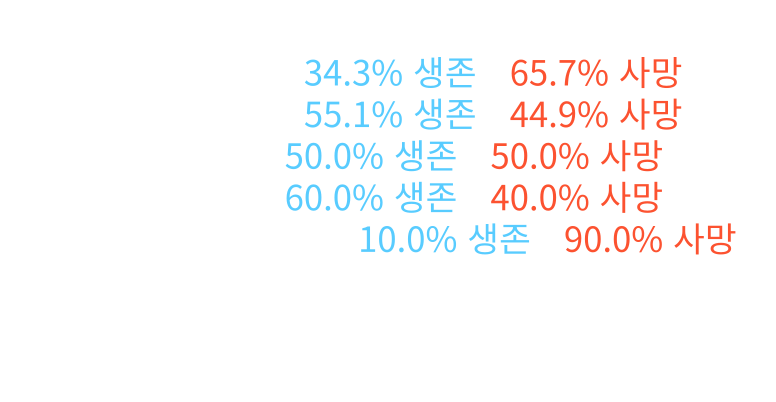 34.3% 생존 65.7% 사망
55.1% 생존 44.9% 사망
50.0% 생존 50.0% 사망
60.0% 생존 40.0% 사망
10.0% 생존 90.0% 사망